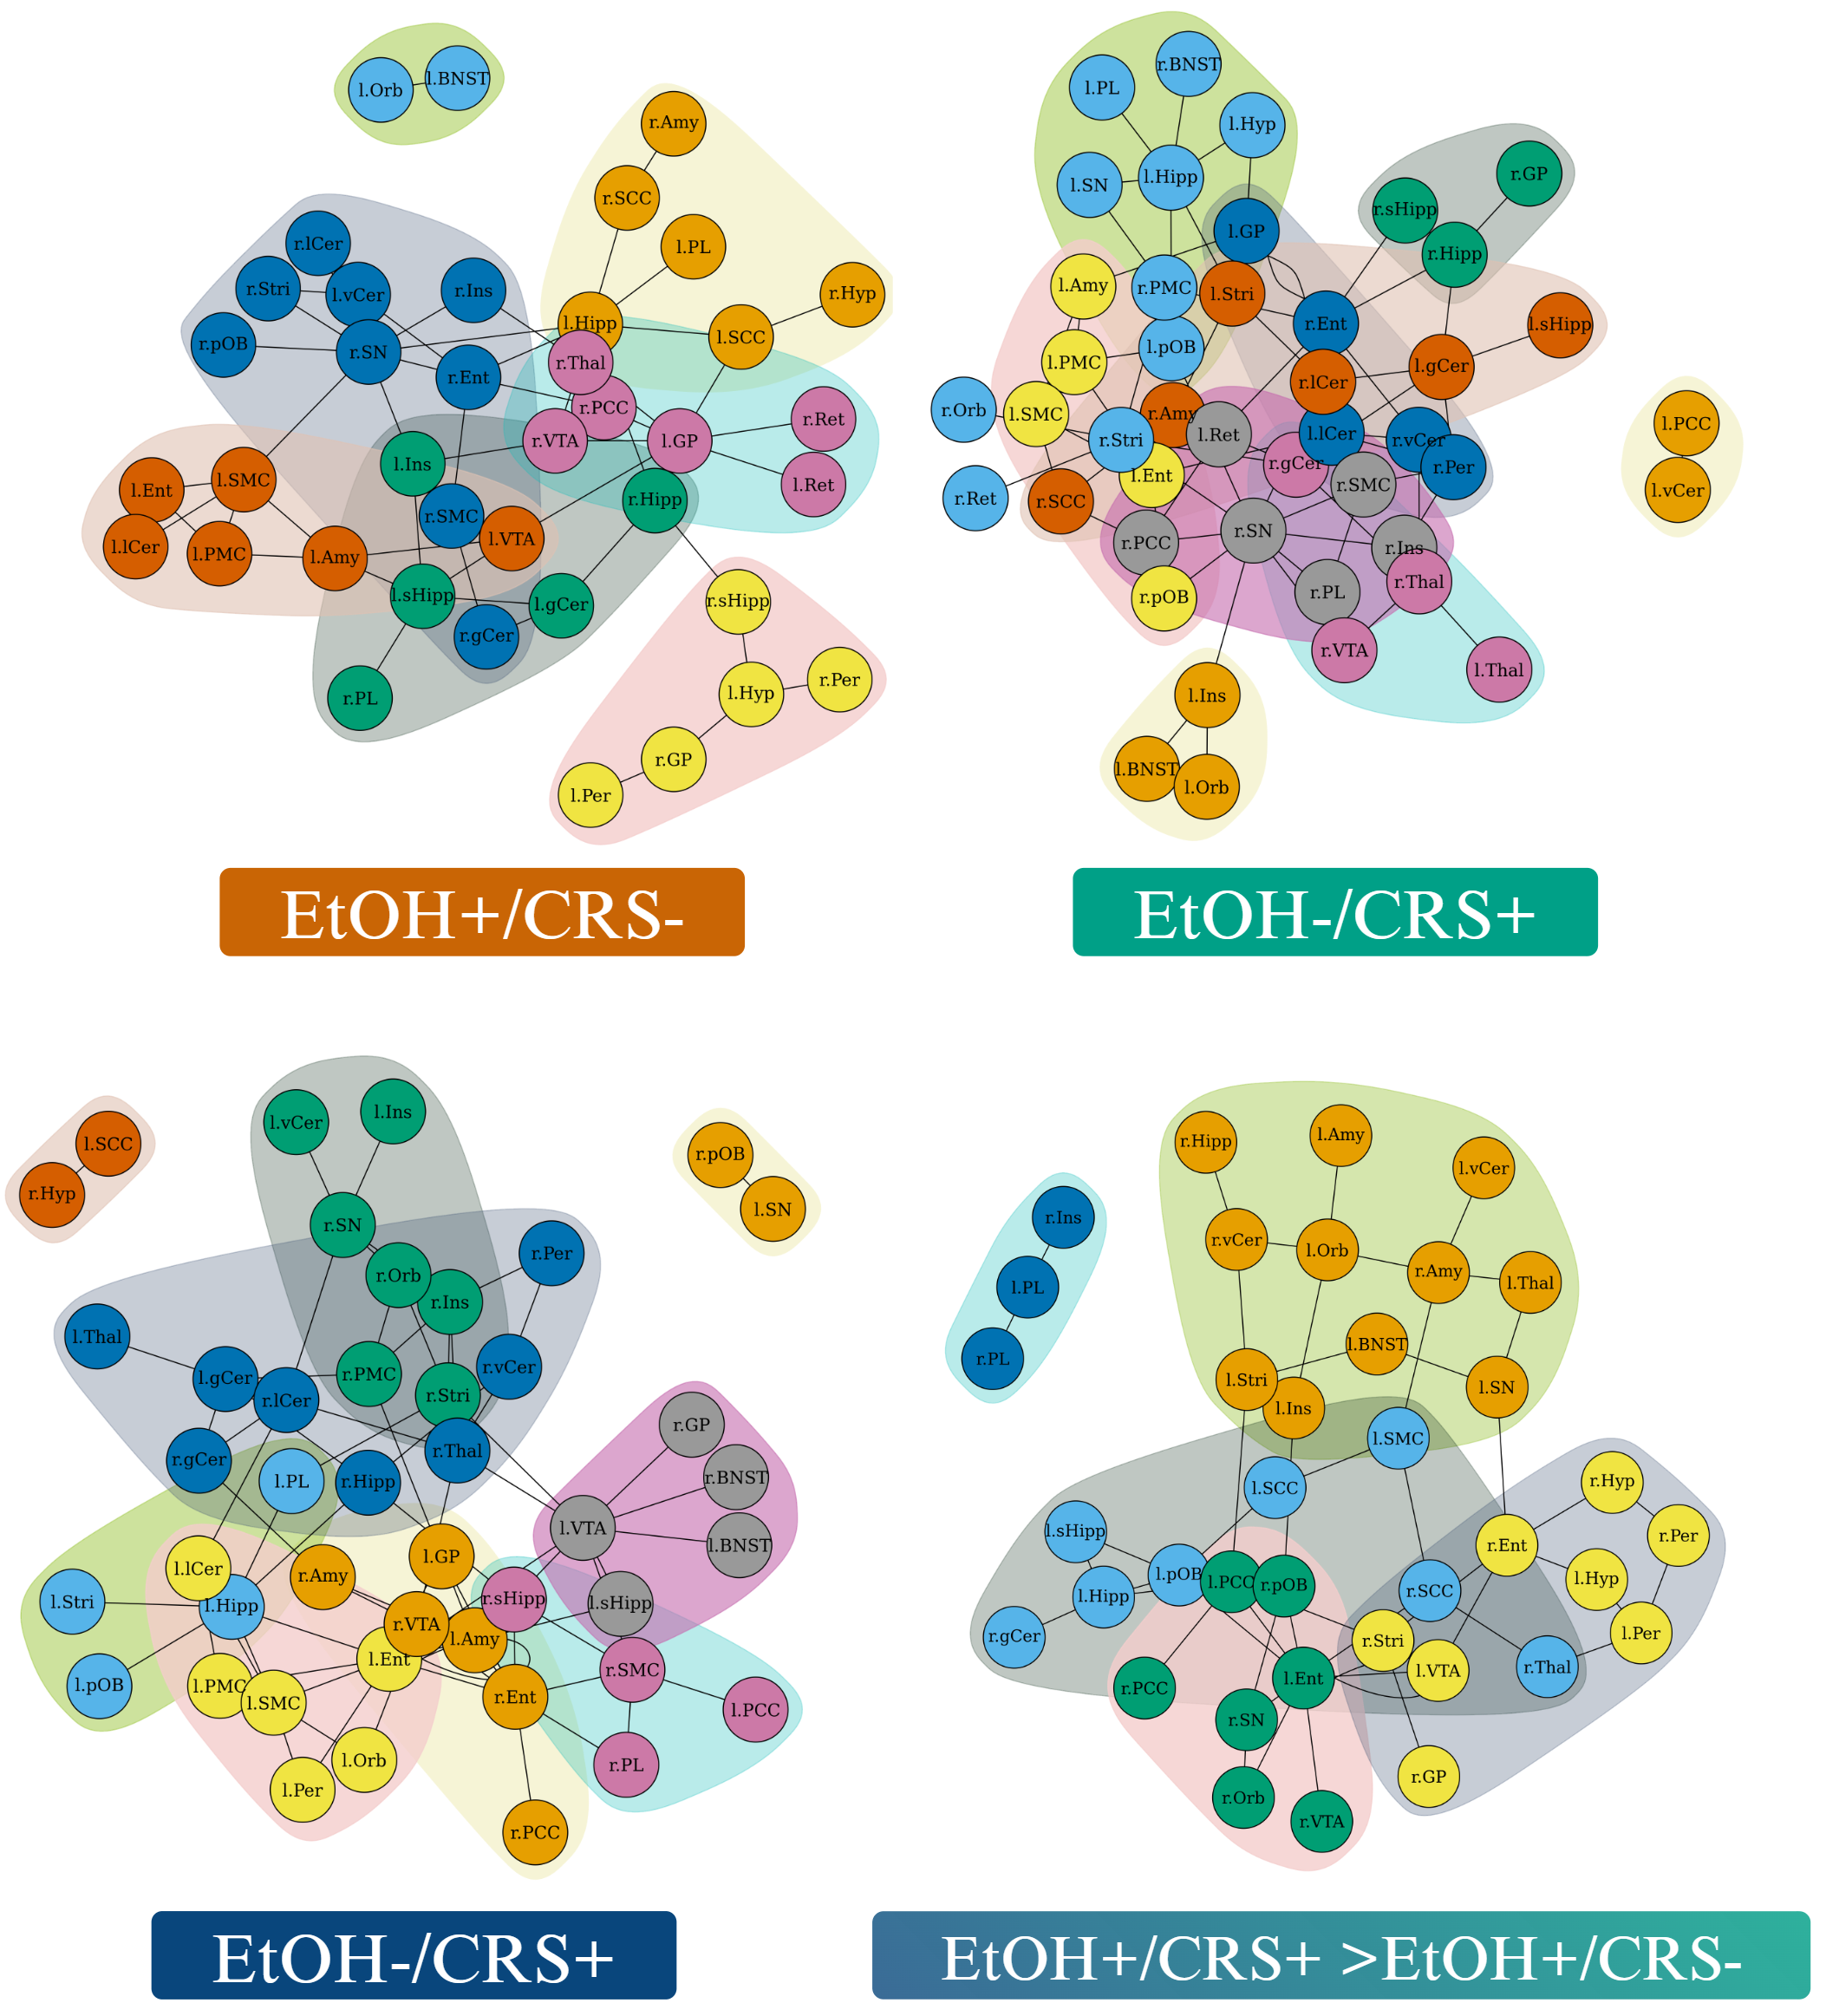 l.Orb
l.BNST
r.Amy
r.SCC
l.PL
r.Hyp
l.SCC
l.Hipp
r.Thal
r.PCC
r.VTA
l.GP
r.Ret
l.Ret
r.lCer
r.Stri
l.vCer
r.Ins
r.pOB
r.SN
r.Ent
l.Ins
r.SMC
r.Hipp
l.VTA
l.Ent
l.SMC
l.lCer
l.PMC
l.Amy
l.sHipp
l.gCer
r.gCer
r.PL
r.sHipp
l.Hyp
r.Per
r.GP
l.Per
EtOH+/CRS-
l.PL
r.BNST
l.Hyp
l.SN
l.Hipp
l.GP
r.sHipp
r.GP
r.Hipp
l.Amy
r.PMC
l.Stri
r.Ent
l.sHipp
l.PMC
l.pOB
r.lCer
l.gCer
r.Orb
l.SMC
r.Amy
r.Stri
l.Ret
l.lCer
r.vCer
r.Per
l.PCC
l.vCer
r.Ret
r.SCC
l.Ent
r.gCer
r.SMC
r.PCC
r.SN
r.Ins
r.Thal
r.pOB
r.PL
r.VTA
l.Thal
l.Ins
l.BNST
l.Orb
EtOH-/CRS+
l.SCC
r.Hyp
l.vCer
l.Ins
r.pOB
l.SN
r.SN
r.Orb
r.Ins
r.Per
l.Thal
l.gCer
r.lCer
r.PMC
r.Stri
r.vCer
r.gCer
l.PL
r.Hipp
r.Thal
r.GP
r.BNST
l.VTA
l.BNST
l.lCer
r.Amy
l.GP
l.Stri
l.Hipp
r.VTA
l.Amy
r.sHipp
l.sHipp
l.pOB
l.PMC
l.SMC
l.Ent
r.Ent
r.SMC
l.PCC
l.Orb
l.Per
r.PL
r.PCC
EtOH-/CRS+
r.Hipp
l.Amy
l.vCer
r.Ins
l.PL
r.PL
r.vCer
l.Orb
r.Amy
l.Thal
l.BNST
l.Stri
l.Ins
l.SN
l.SMC
l.SCC
l.sHipp
l.pOB
l.PCC
r.pOB
l.Hipp
r.gCer
r.Hyp
r.Per
r.Ent
l.Hyp
r.SCC
l.Per
r.Stri
l.VTA
r.Thal
r.PCC
l.Ent
r.SN
r.Orb
r.VTA
r.GP
EtOH+/CRS+ >EtOH+/CRS-